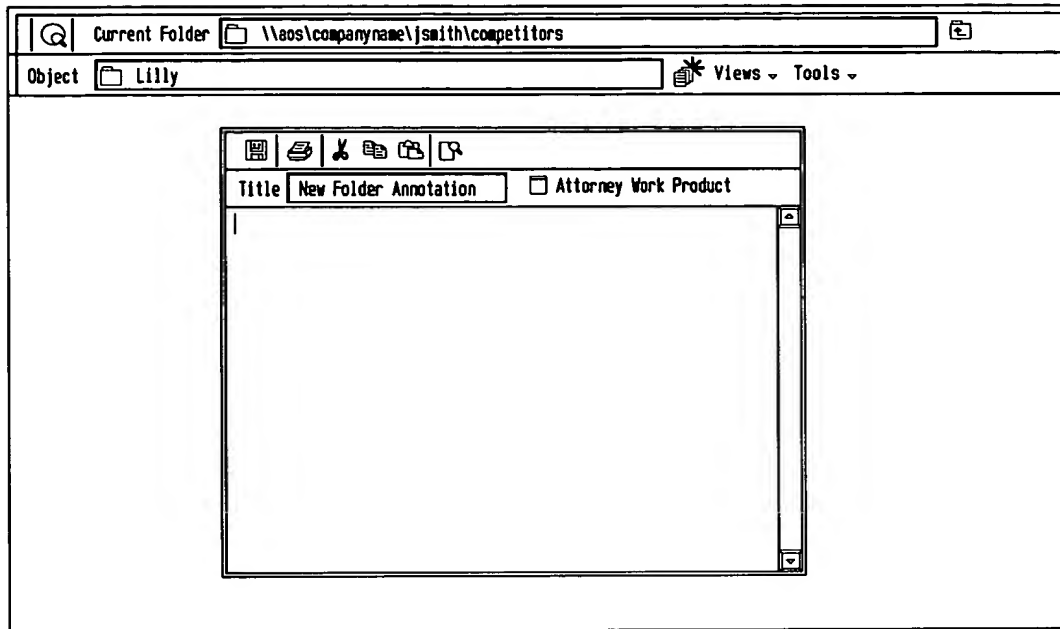 Current Folder \\aos\companyname\jsmith\competitors
Object Lilly Views Tools
Title New Folder Annotation Attorney Work Product